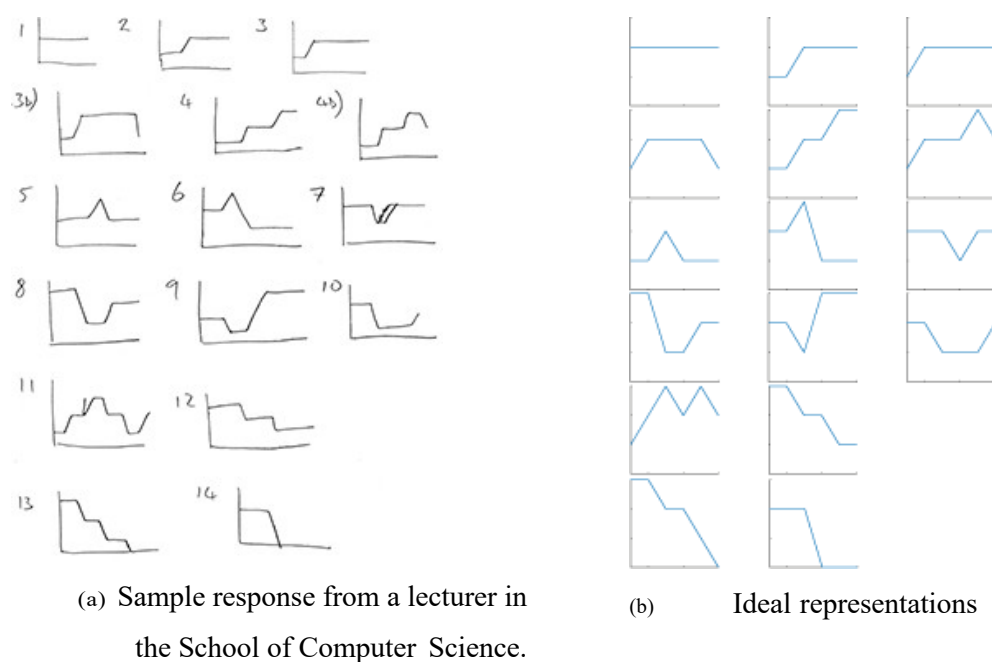 1 2 3
3b) 4 4b)
5 6 7
8 9 10
11 12
13 14
(a) Sample response from a lecturer in
the School of Computer Science.
(b) Ideal representations